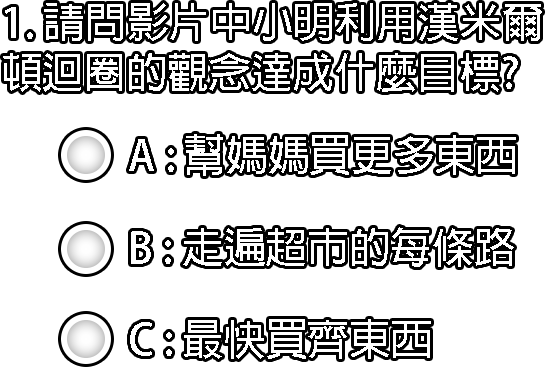 1.請問影片中小明利用漢米爾
頓迴圈的觀念達成什麼目標?
A:幫媽媽買更多東西
B:走遍超市的每條路
C:最快買齊東西